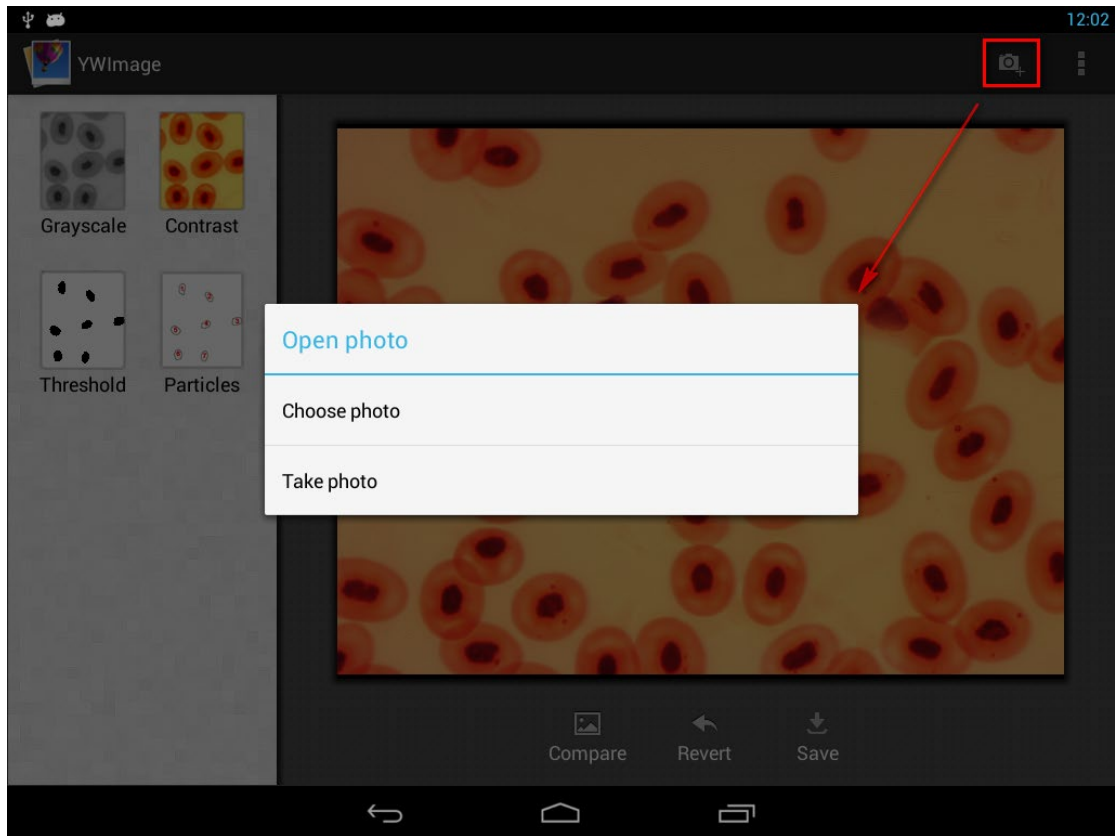 12:02
YWImage
Grayscale Contrast
Threshold Particles
Open photo
Choose photo
Take photo
Compare Revert Save